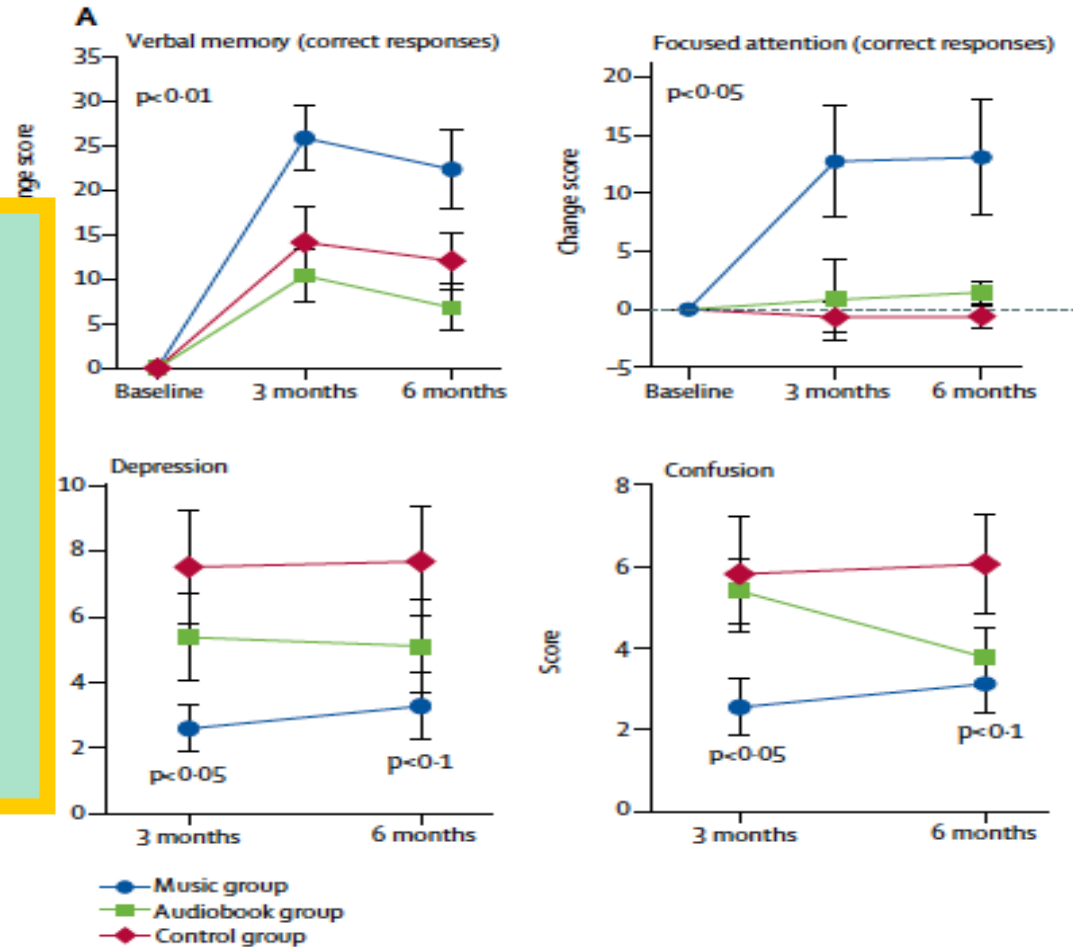 A
Verbal memory (correct responses)
35
30
25
20
15
10
5
0
p<0·01
nge score
Baseline
3 months
6 months
Focused attention (correct responses)
20
15
10
5
0
–5
p<0·05
Change score
Baseline
3 months
6 months
Depression
10
8
6
4
2
0
p<0·05
p<0·1
3 months
6 months
Confusion
8
6
4
2
0
Score
p<0·05
p<0·1
3 months
6 months
Music group
Audiobook group
Control group